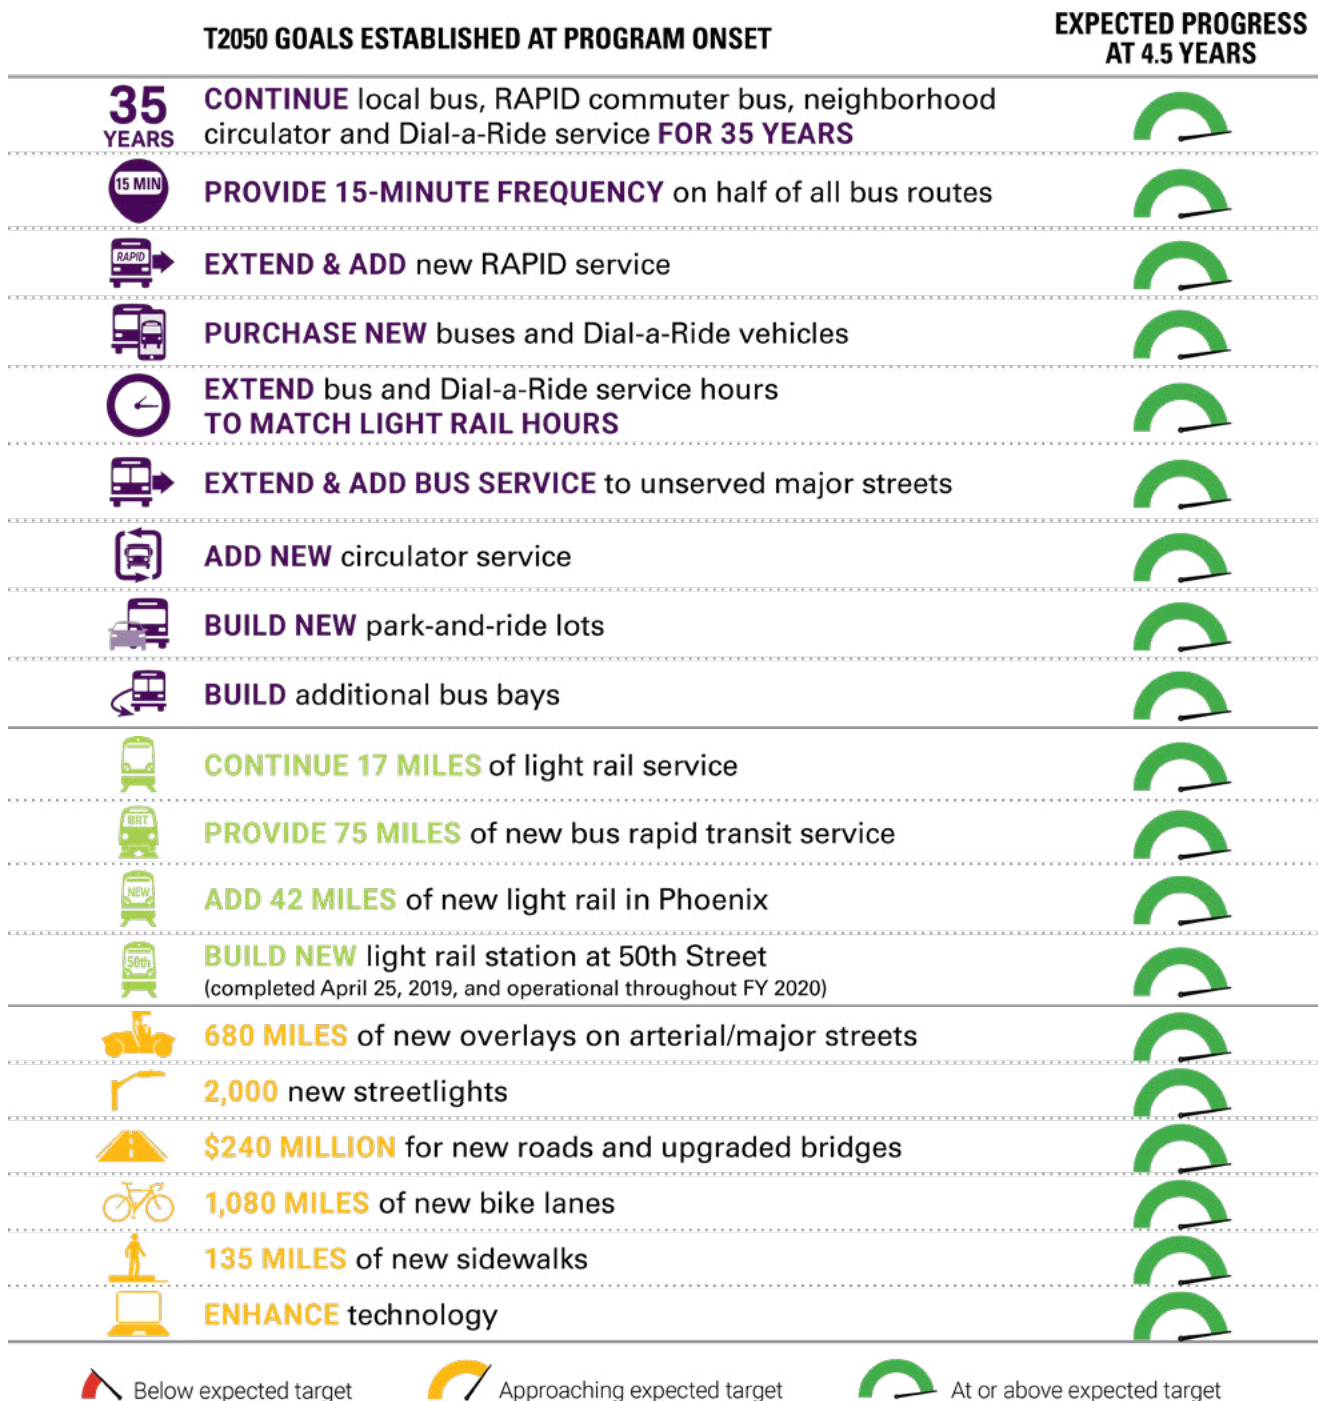 T2050 GOALS ESTABLISHED AT PROGRAM ONSET
EXPECTED PROGRESS
AT 4.5 YEARS
35
YEARS
CONTINUE local bus, RAPID commuter bus, neighborhood
circulator and Dial-a-Ride service FOR 35 YEARS
15 MIN
PROVIDE 15-MINUTE FREQUENCY on half of all bus routes
RAPID
EXTEND & ADD new RAPID service
PURCHASE NEW buses and Dial-a-Ride vehicles
EXTEND bus and Dial-a-Ride service hours
TO MATCH LIGHT RAIL HOURS
EXTEND & ADD BUS SERVICE to unserved major streets
ADD NEW circulator service
BUILD NEW park-and-ride lots
BUILD additional bus bays
CONTINUE 17 MILES of light rail service
BRT
PROVIDE 75 MILES of new bus rapid transit service
NEW
ADD 42 MILES of new light rail in Phoenix
50th
BUILD NEW light rail station at 50th Street
(completed April 25, 2019, and operational throughout FY 2020)
680 MILES of new overlays on arterial/major streets
2,000 new streetlights
$240 MILLION for new roads and upgraded bridges
1,080 MILES of new bike lanes
135 MILES of new sidewalks
ENHANCE technology
Below expected target
Approaching expected target
At or above expected target